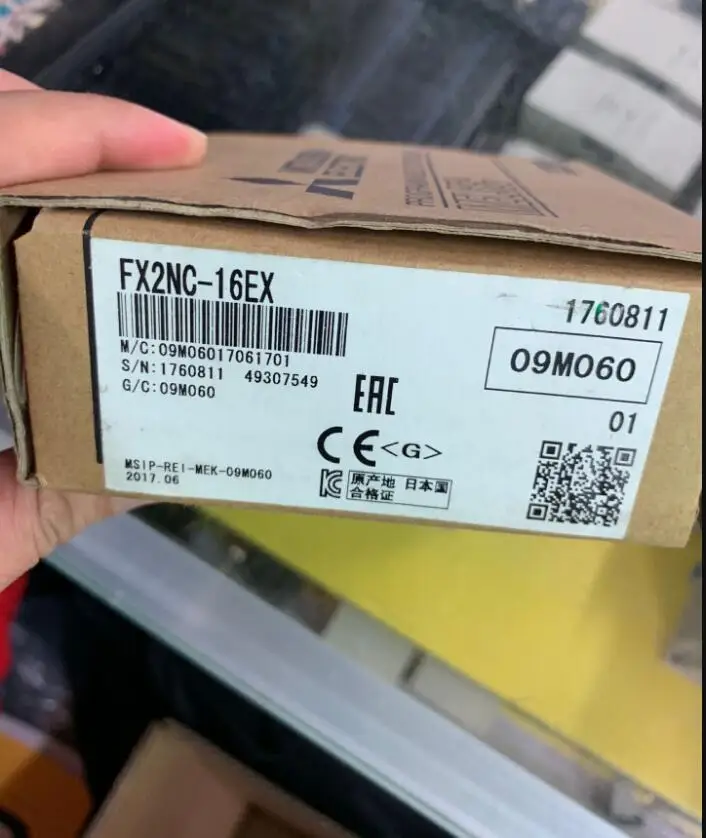 FX2NC-16EX
1760811
M/C:09M06017061701
S/N:1760811 49307549
G/C:09M060
09M060
01
EAC
CE<G>
MSIP-REI-MEK-09M060
2017.06
原产地 日本国
合格证